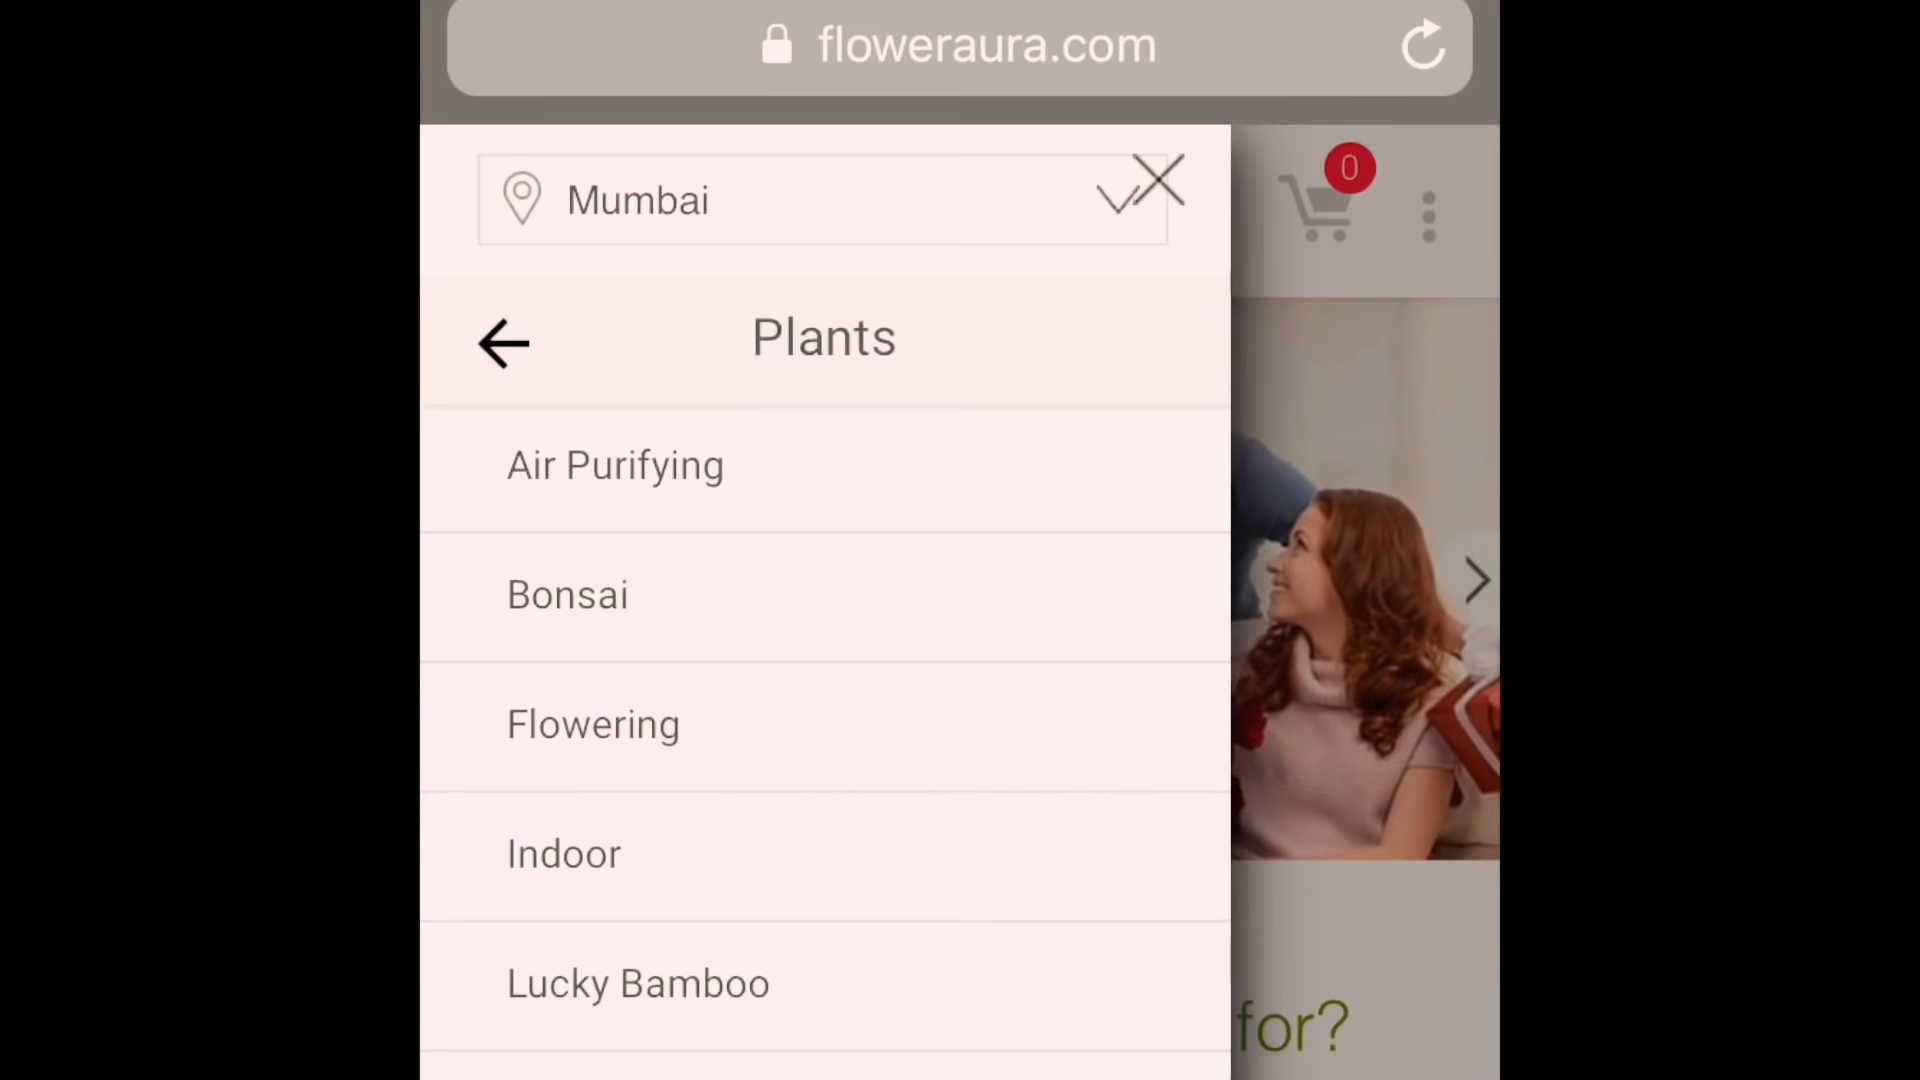 floweraura.com
0
Mumbai
Plants
Air Purifying
Bonsai
Flowering
Indoor
Lucky Bamboo
for?